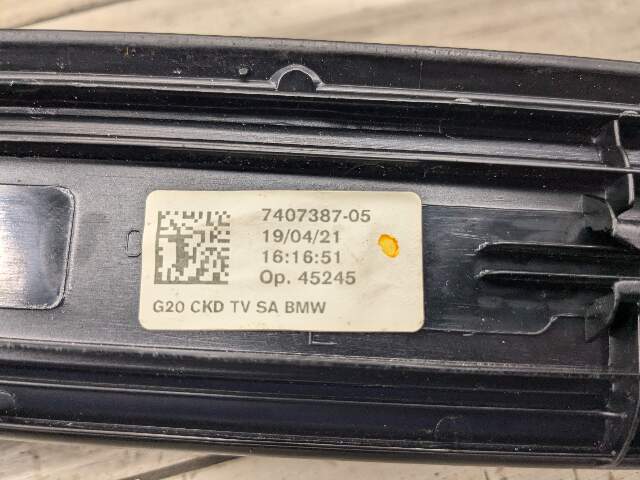 7407387-05
19/04/21
16:16:51
Op. 45245
G20 CKD TV SA BMW